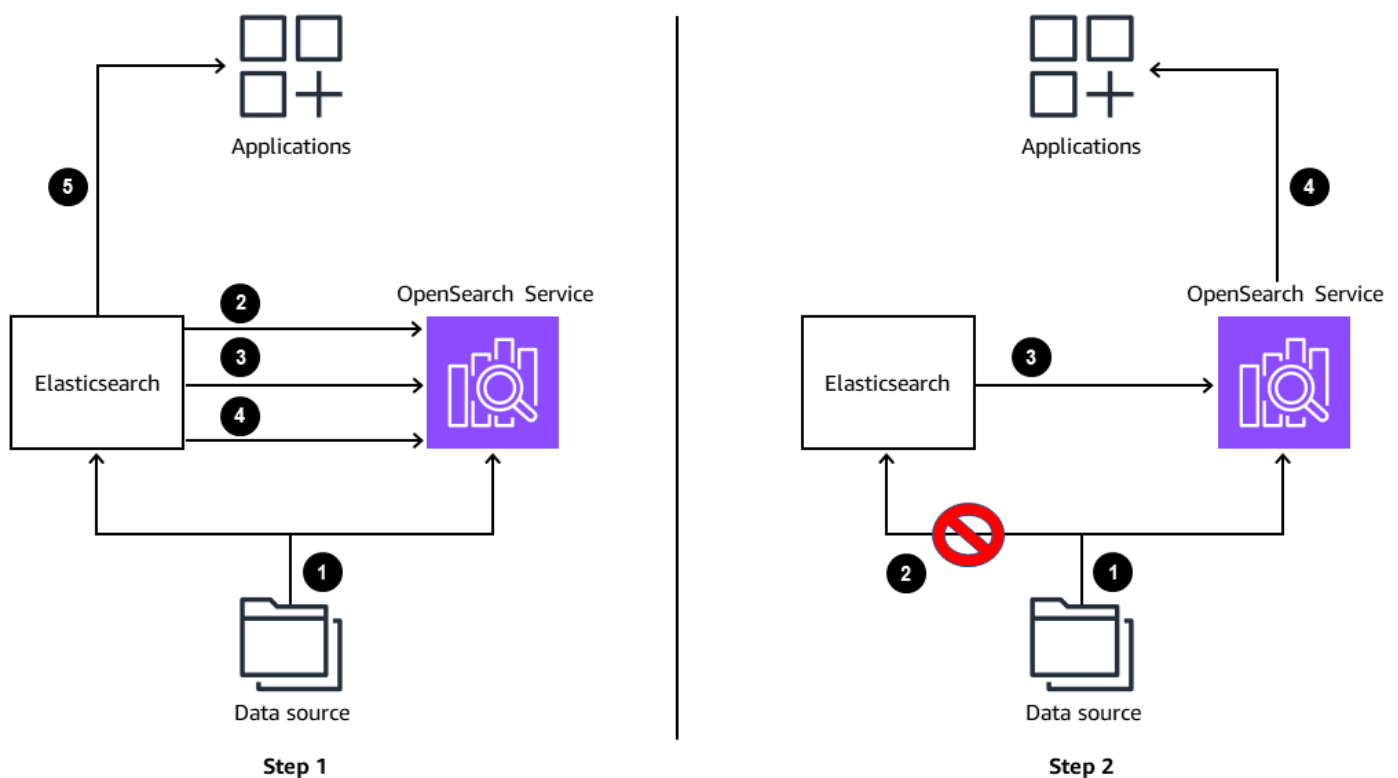 Applications
5
OpenSearch Service
2
3
Elasticsearch
4
1
Data source
Step 1
Applications
4
OpenSearch Service
3
Elasticsearch
2
1
Data source
Step 2